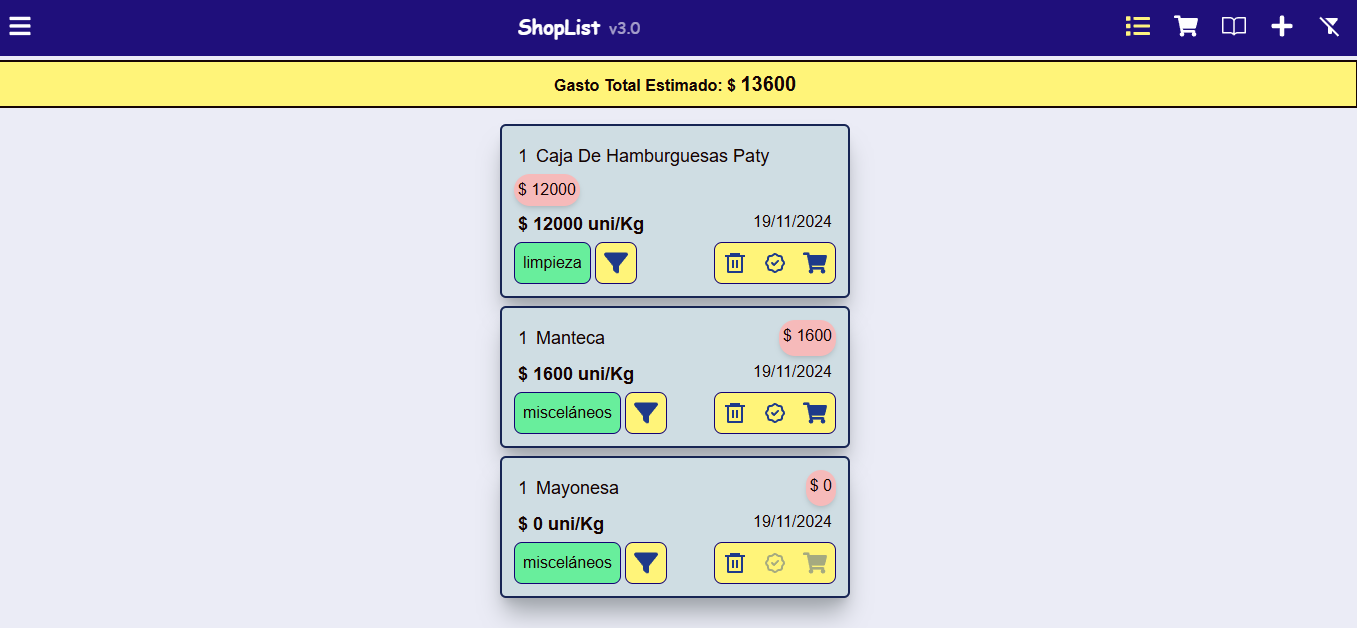 ShopList v3.0
Gasto Total Estimado: $ 13600
1 Caja De Hamburguesas Paty
$ 12000
$ 12000 uni/Kg 19/11/2024
limpieza
1 Manteca $ 1600
$ 1600 uni/Kg 19/11/2024
misceláneos
1 Mayonesa $ 0
$ 0 uni/Kg 19/11/2024
misceláneos